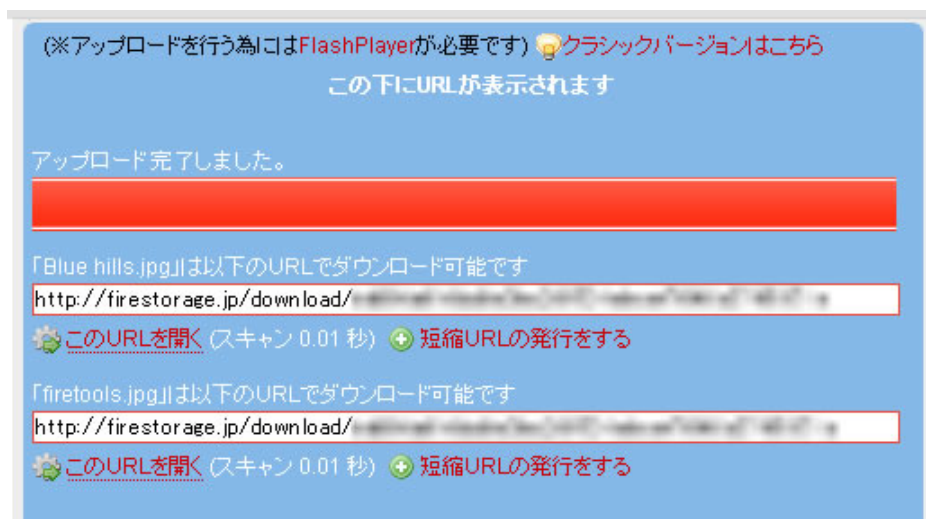 (※アップロードを行う為にはFlashPlayerが必要です) クラシックバージョンはこちら
この下にURLが表示されます
アップロード完了しました。
「Blue hills.jpg」は以下のURLでダウンロード可能です
http://firestorage.jp/download/
このURLを開く (スキャン 0.01 秒) 短縮URLの発行をする
「firetools.jpg」は以下のURLでダウンロード可能です
http://firestorage.jp/download/
このURLを開く (スキャン 0.01 秒) 短縮URLの発行をする